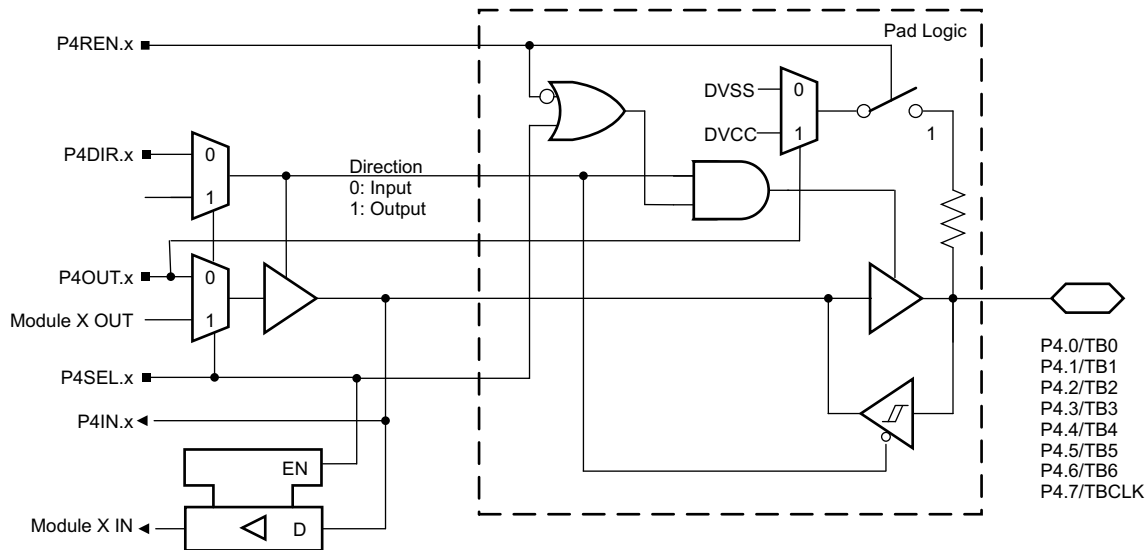 Pad Logic
P4REN.x
DVSS
0
DVCC
1
1
P4DIR.x
0
1
Direction
0: Input
1: Output
P4OUT.x
0
Module X OUT
1
P4SEL.x
P4IN.x
EN
Module X IN
D
P4.0/TB0
P4.1/TB1
P4.2/TB2
P4.3/TB3
P4.4/TB4
P4.5/TB5
P4.6/TB6
P4.7/TBCLK